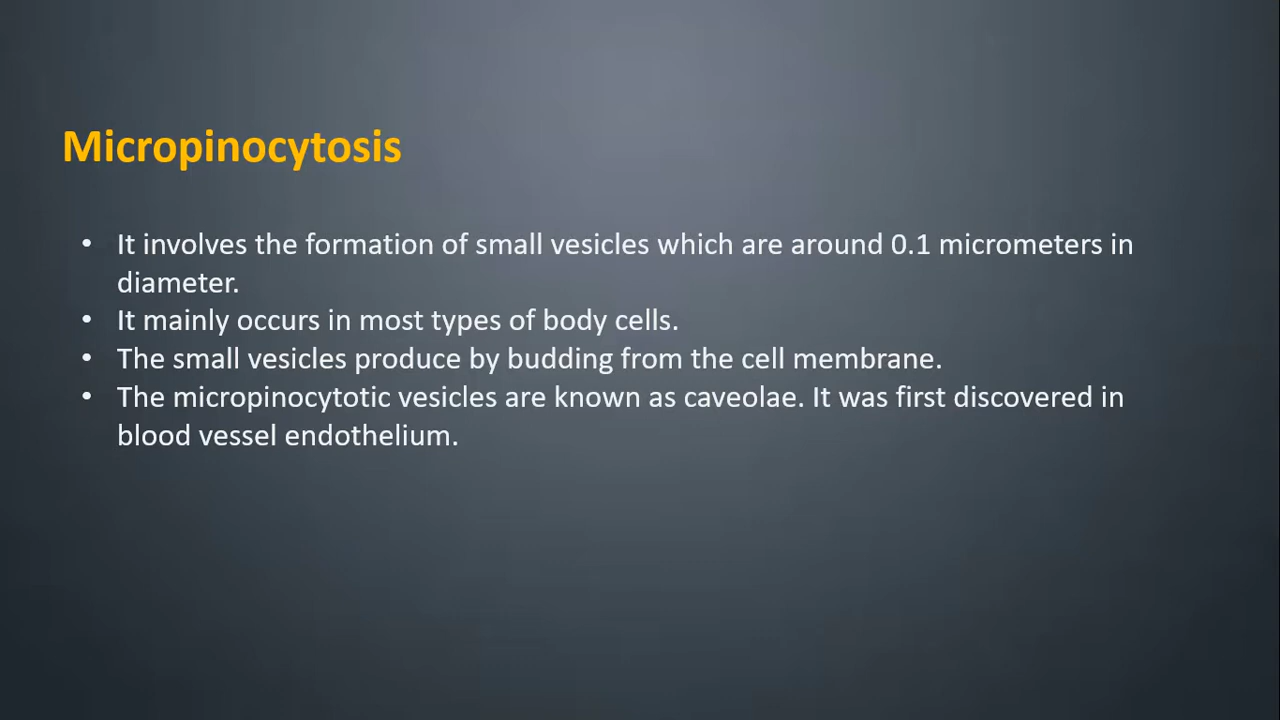 Micropinocytosis
• It involves the formation of small vesicles which are around 0.1 micrometers in
diameter.
• It mainly occurs in most types of body cells.
• The small vesicles produce by budding from the cell membrane.
• The micropinocytotic vesicles are known as caveolae. It was first discovered in
blood vessel endothelium.